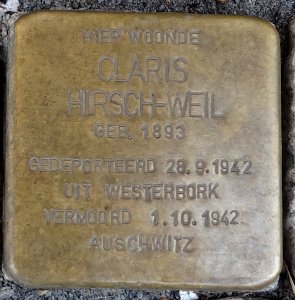 HIER WOONDE
CLARIS
HIRSCH-WEIL
GEB. 1893
GEDEPORTEERD 28.9.1942
UIT WESTERBORK
VERMOORD 1.10.1942
AUSCHWITZ